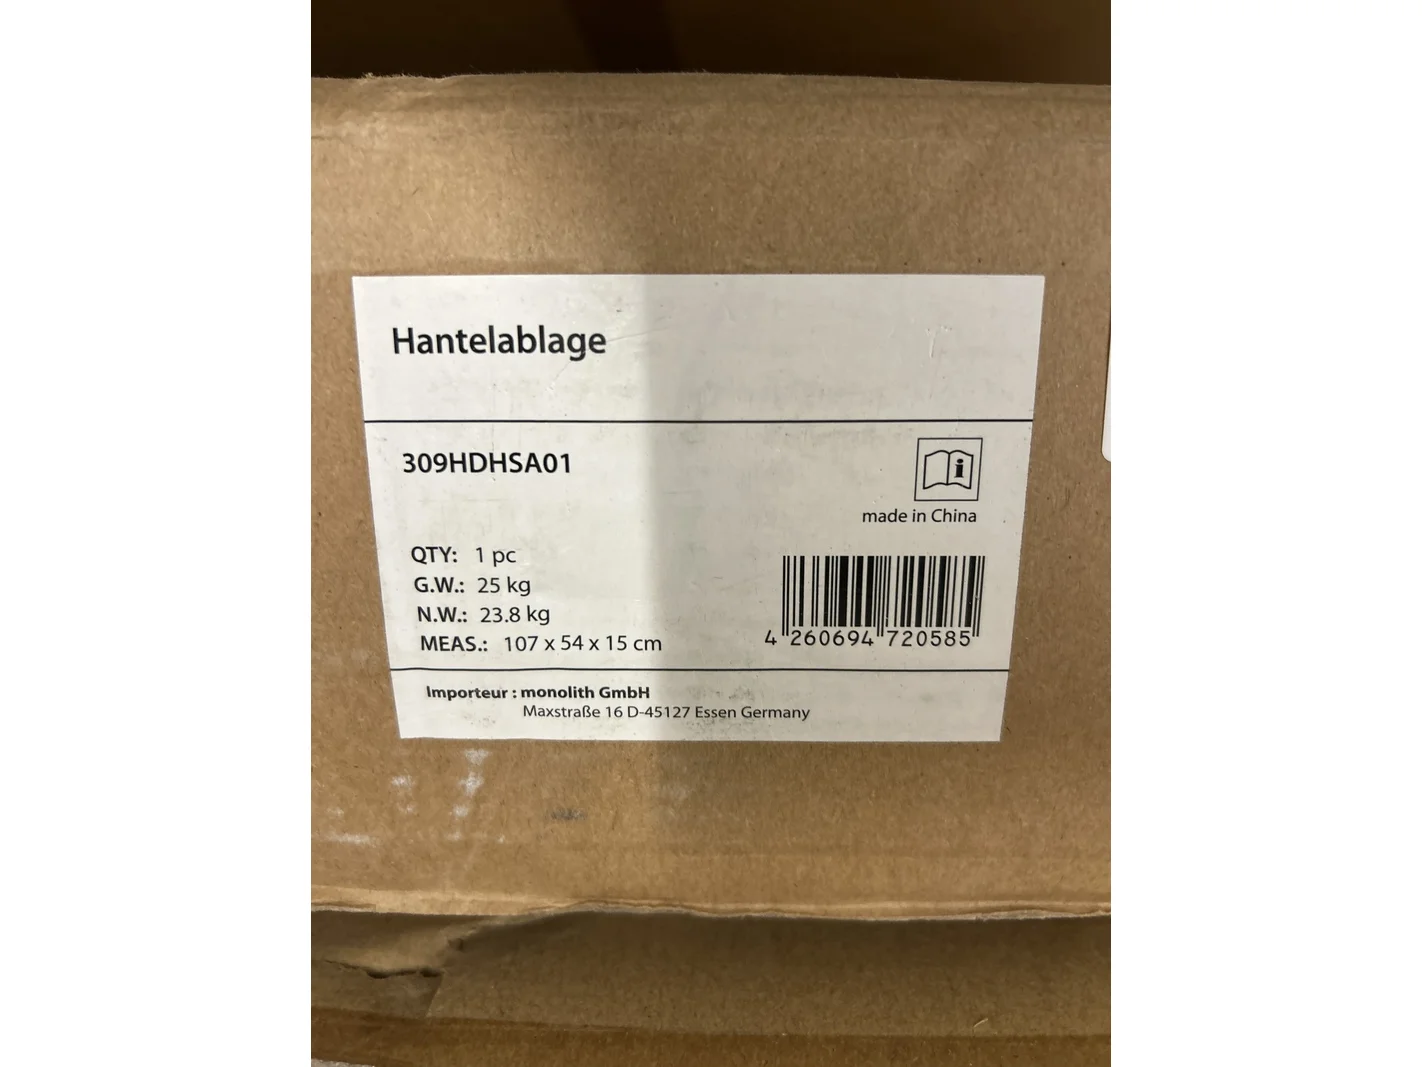 Hantelablage
309HDHSA01
i
made in China
QTY: 1 pc
G.W.: 25 kg
N.W.: 23.8 kg
MEAS.: 107 x 54 x 15 cm
4 260694 720585
Importeur : monolith GmbH
Maxstraße 16 D-45127 Essen Germany